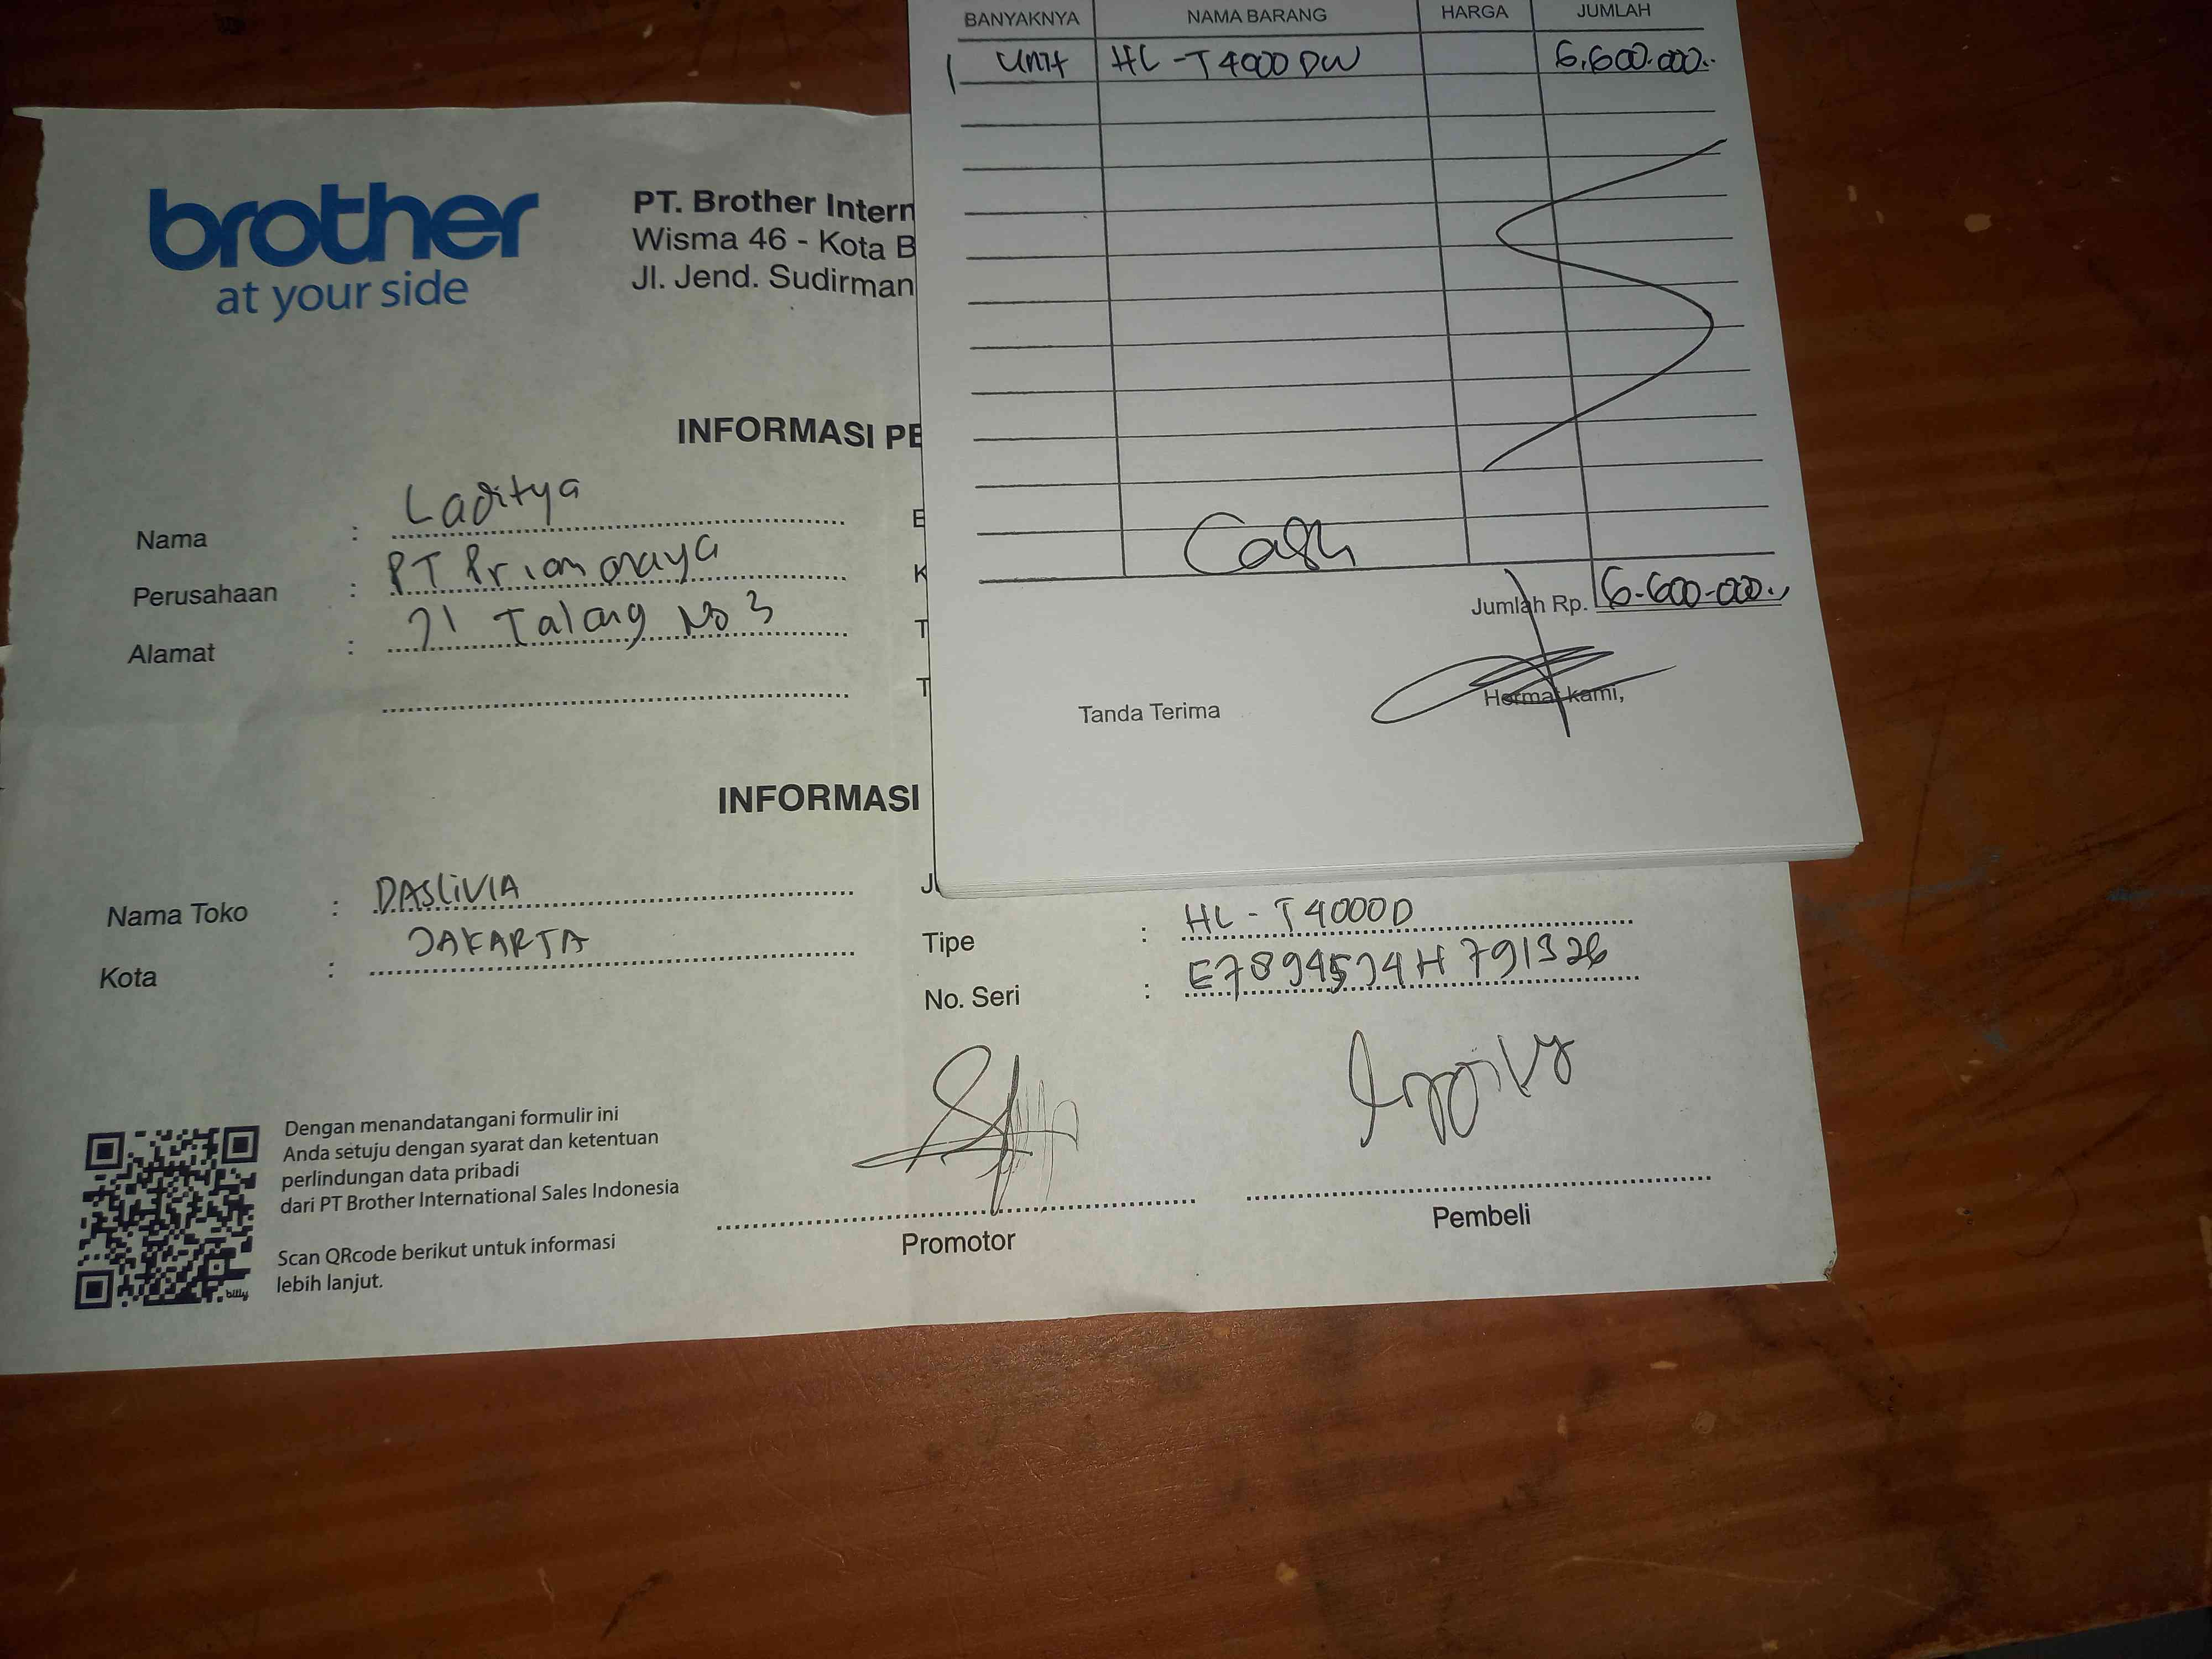 BANYAKNYA NAMA BARANG HARGA JUMLAH
1 Unit HL-T4000DW 6.600.000..
Cash
Jumlah Rp. 6.600.000..
Tanda Terima Hormat kami,
brother
at your side
PT. Brother Intern
Wisma 46 - Kota B
Jl. Jend. Sudirman
INFORMASI PE
Nama : Laditya
Perusahaan : PT
Alamat : Jl Talang No 3
INFORMASI
Nama Toko : DASLIVIA
Kota : JAKARTA
Tipe : HL-T4000D
No. Seri :
Dengan menandatangani formulir ini
Anda setuju dengan syarat dan ketentuan
perlindungan data pribadi
dari PT Brother International Sales Indonesia
Scan QRcode berikut untuk informasi
lebih lanjut.
billy
Promotor
Pembeli